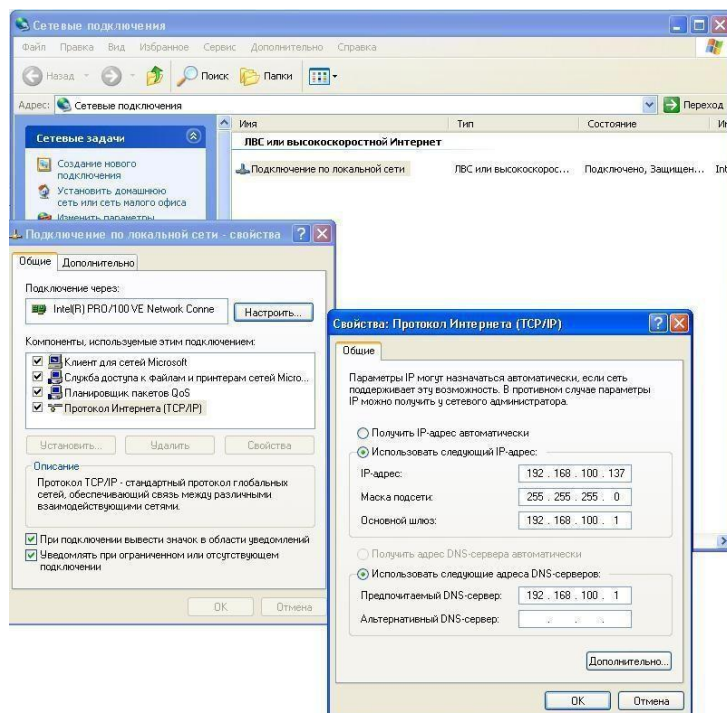 Сетевые подключения
Файл Правка Вид Избранное Сервис Дополнительно Справка
Назад Поиск Папки
Адрес: Сетевые подключения Переход
Имя Тип Состояние
Сетевые задачи
ЛВС или высокоскоростной Интернет
Создание нового
подключения
Подключение по локальной сети ЛВС или высокоскорос... Подключено, Защищен... Int
Установить домашнюю
сеть или сеть малого офиса
Изменить параметры
Подключение по локальной сети - свойства
Общие Дополнительно
Подключение через:
Intel(R) PRO/100 VE Network Conne Настроить...
Компоненты, используемые этим подключением:
Клиент для сетей Microsoft
Служба доступа к файлам и принтерам сетей Micro...
Планировщик пакетов QoS
Протокол Интернета (TCP/IP)
Установить... Удалить Свойства
Описание
Протокол TCP/IP - стандартный протокол глобальных
сетей, обеспечивающий связь между различными
взаимодействующими сетями.
При подключении вывести значок в области уведомлений
Уведомлять при ограниченном или отсутствующем
подключении
OK Отмена
Свойства: Протокол Интернета (TCP/IP)
Общие
Параметры IP могут назначаться автоматически, если сеть
поддерживает эту возможность. В противном случае параметры
IP можно получить у сетевого администратора.
Получить IP-адрес автоматически
Использовать следующий IP-адрес:
IP-адрес: 192 . 168 . 100 . 137
Маска подсети: 255 . 255 . 255 . 0
Основной шлюз: 192 . 168 . 100 . 1
Получить адрес DNS-сервера автоматически
Использовать следующие адреса DNS-серверов:
Предпочитаемый DNS-сервер: 192 . 168 . 100 . 1
Альтернативный DNS-сервер: . . .
Дополнительно...
OK Отмена